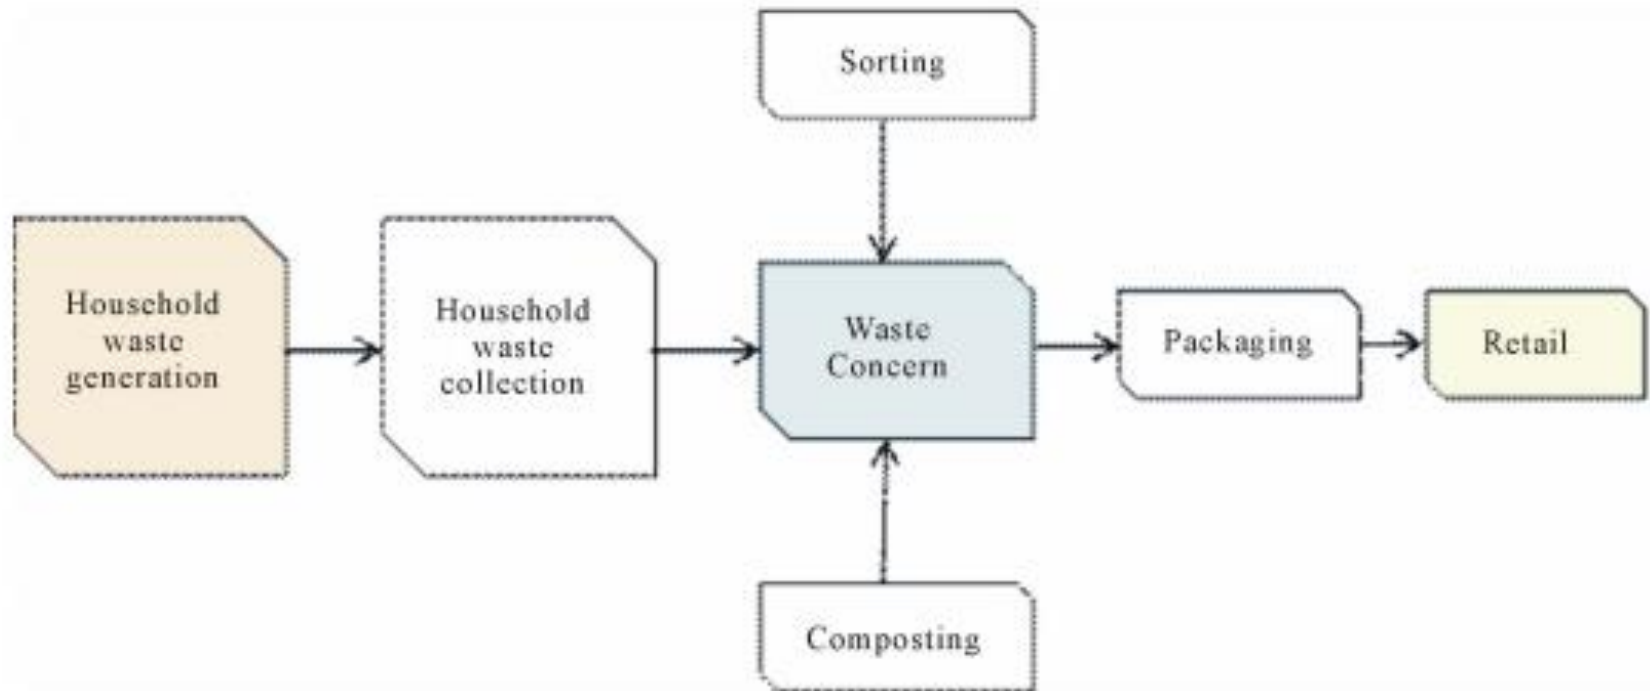 Sorting
Household
waste
generation
Household
waste
collection
Waste
Concern
Packaging
Retail
Composting